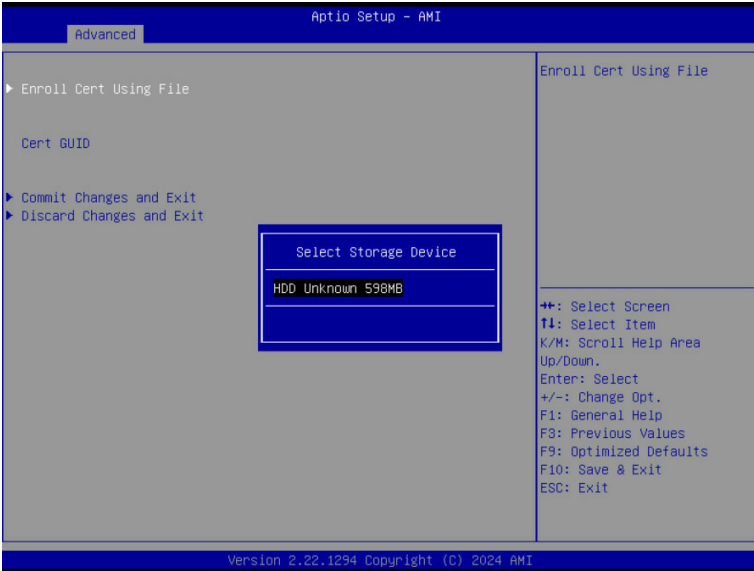 Aptio Setup – AMI
Advanced
▶ Enroll Cert Using File
Cert GUID
▶ Commit Changes and Exit
▶ Discard Changes and Exit
Select Storage Device
HDD Unknown 598MB
Enroll Cert Using File
→←: Select Screen
↑↓: Select Item
K/M: Scroll Help Area
Up/Down.
Enter: Select
+/-: Change Opt.
F1: General Help
F3: Previous Values
F9: Optimized Defaults
F10: Save & Exit
ESC: Exit
Version 2.22.1294 Copyright (C) 2024 AMI